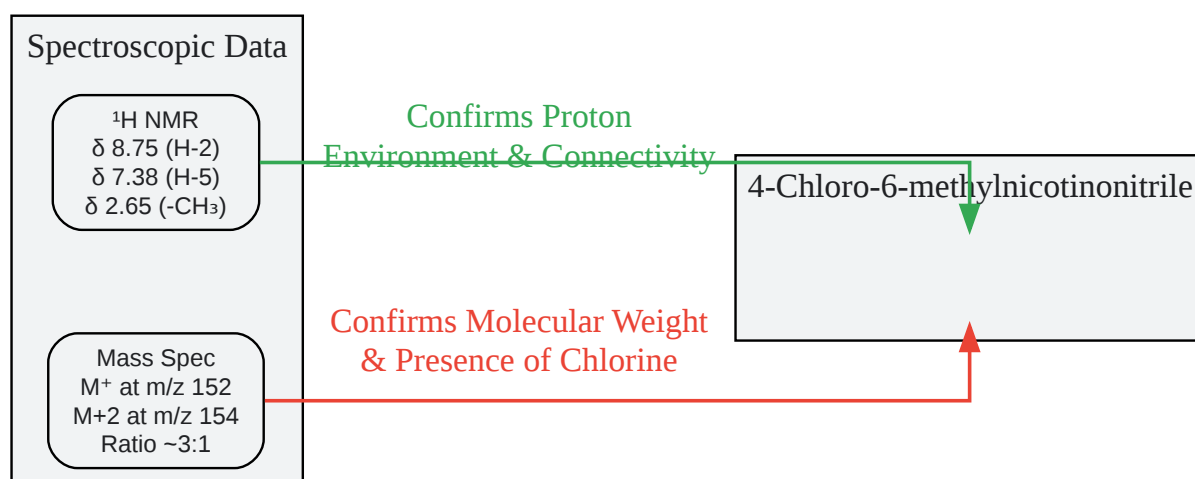 Spectroscopic Data
¹H NMR
δ 8.75 (H-2)
δ 7.38 (H-5)
δ 2.65 (-CH₃)
Confirms Proton
Environment & Connectivity
4-Chloro-6-methylnicotinonitrile
Confirms Molecular Weight
& Presence of Chlorine
Mass Spec
M⁺ at m/z 152
M+2 at m/z 154
Ratio ~3:1